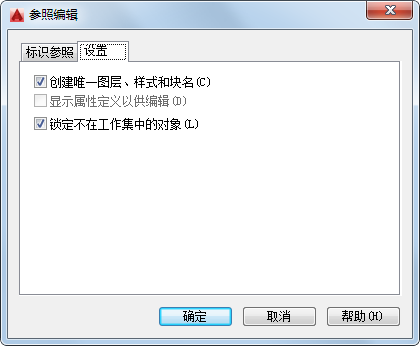 参照编辑
标识参照 设置
创建唯一图层、样式和块名(C)
显示属性定义以供编辑(D)
锁定不在工作集中的对象(L)
确定 取消 帮助(H)